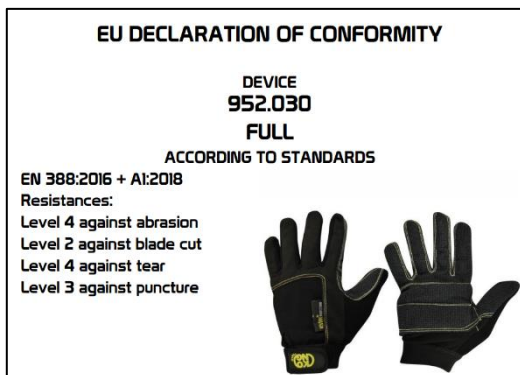 EU DECLARATION OF CONFORMITY
DEVICE
952.030
FULL
ACCORDING TO STANDARDS
EN 388:2016 + A1:2018
Resistances:
Level 4 against abrasion
Level 2 against blade cut
Level 4 against tear
Level 3 against puncture
KONG